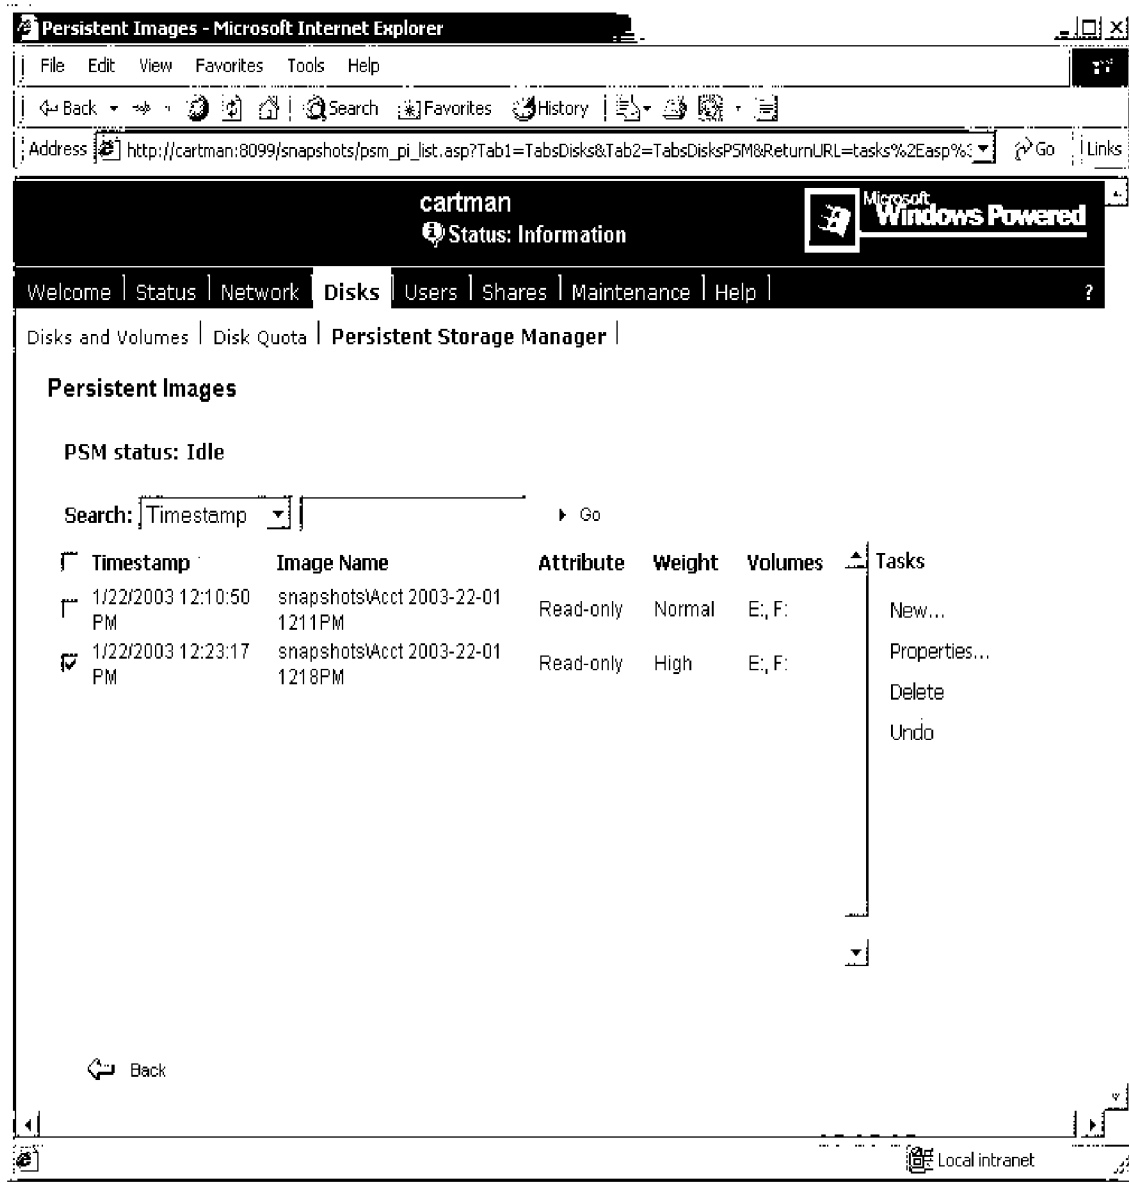 Persistent Images - Microsoft Internet Explorer
File Edit View Favorites Tools Help
Back Search Favorites History
Address http://cartman:8099/snapshots/psm_pi_list.asp?Tab1=TabsDisks&Tab2=TabsDisksPSM&ReturnURL=tasks%2Easp% Go Links
cartman
Status: Information
Microsoft
Windows Powered
Welcome Status Network Disks Users Shares Maintenance Help ?
Disks and Volumes Disk Quota Persistent Storage Manager
Persistent Images
PSM status: Idle
Search: Timestamp Go
Timestamp Image Name Attribute Weight Volumes
1/22/2003 12:10:50 PM snapshots\Acct 2003-22-01 1211PM Read-only Normal E:, F:
1/22/2003 12:23:17 PM snapshots\Acct 2003-22-01 1218PM Read-only High E:, F:
Tasks
New...
Properties...
Delete
Undo
Back
Local intranet